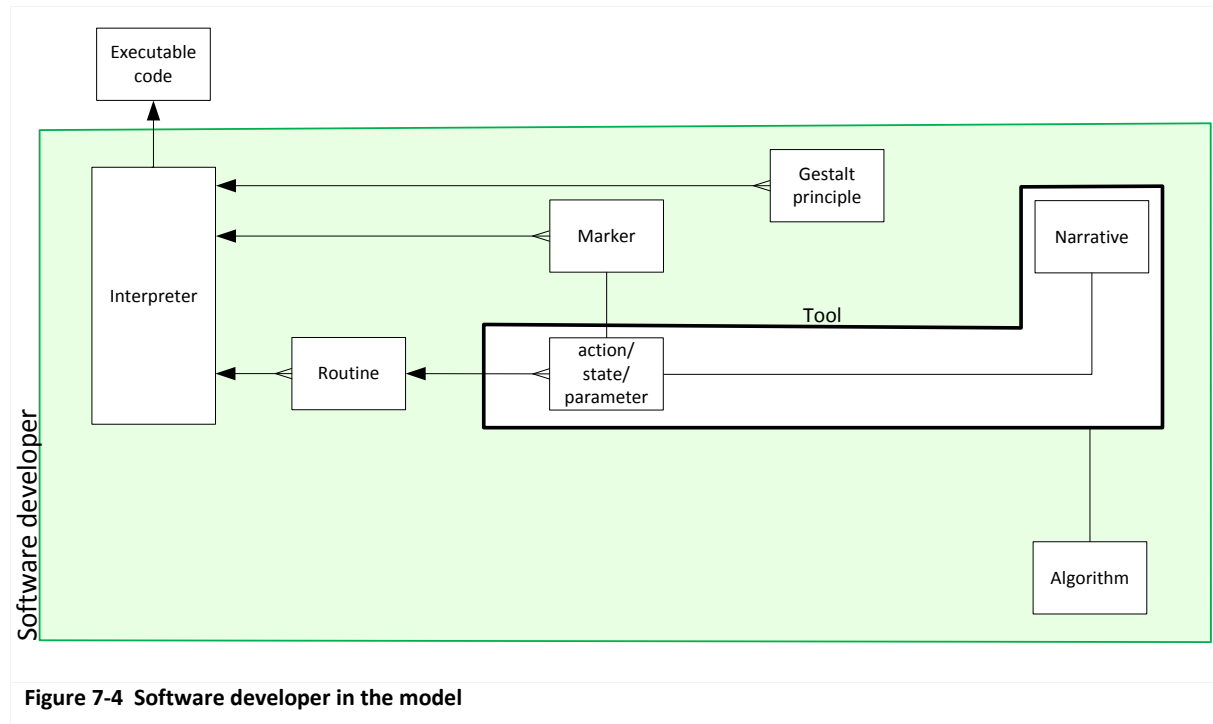 Executable
code
Gestalt
principle
Marker
Narrative
Interpreter
Tool
Routine
action/
state/
parameter
Software developer
Algorithm
Figure 7-4 Software developer in the model